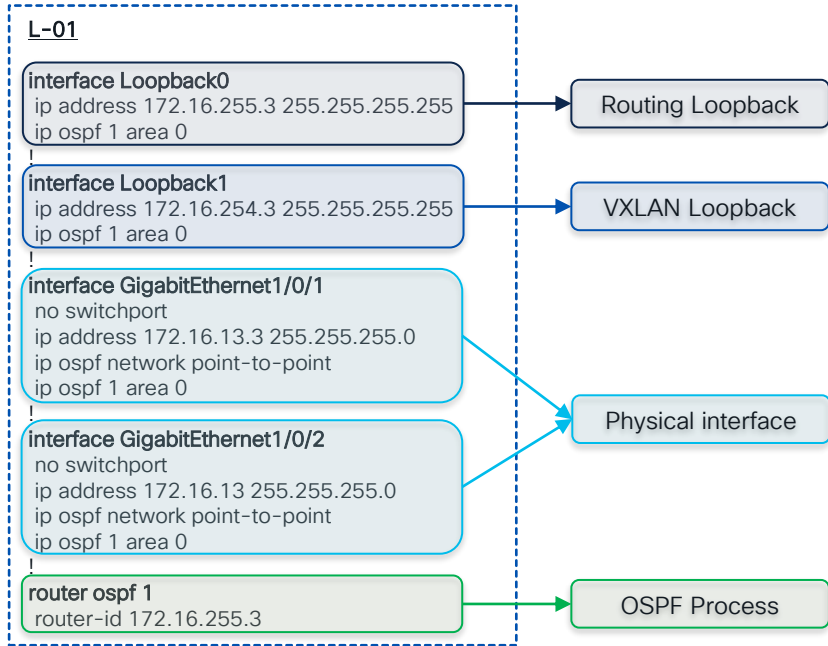 L-01
interface Loopback0
ip address 172.16.255.3 255.255.255.255
ip ospf 1 area 0
!
interface Loopback1
ip address 172.16.254.3 255.255.255.255
ip ospf 1 area 0
!
interface GigabitEthernet1/0/1
no switchport
ip address 172.16.13.3 255.255.255.0
ip ospf network point-to-point
ip ospf 1 area 0
!
interface GigabitEthernet1/0/2
no switchport
ip address 172.16.13 255.255.255.0
ip ospf network point-to-point
ip ospf 1 area 0
!
router ospf 1
router-id 172.16.255.3
Routing Loopback
VXLAN Loopback
Physical interface
OSPF Process